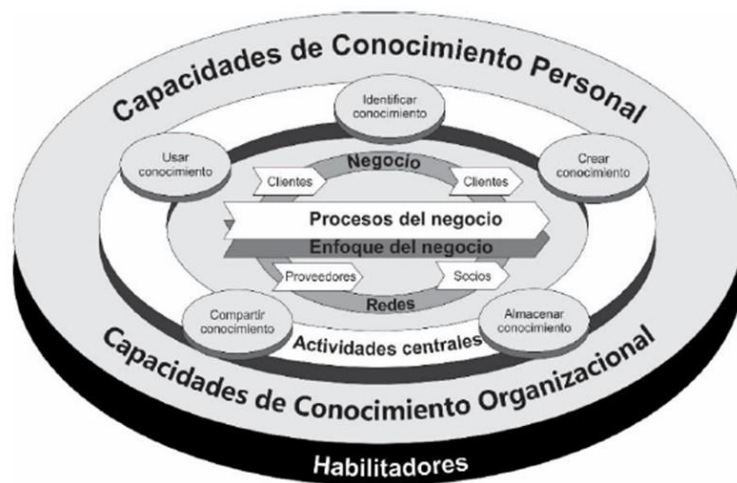 Capacidades de Conocimiento Personal
Identificar
conocimiento
Usar
conocimiento
Crear
conocimiento
Negocio
Clientes
Clientes
Procesos del negocio
Enfoque del negocio
Proveedores
Socios
Redes
Compartir
conocimiento
Almacenar
conocimiento
Actividades centrales
Capacidades de Conocimiento Organizacional
Habilitadores